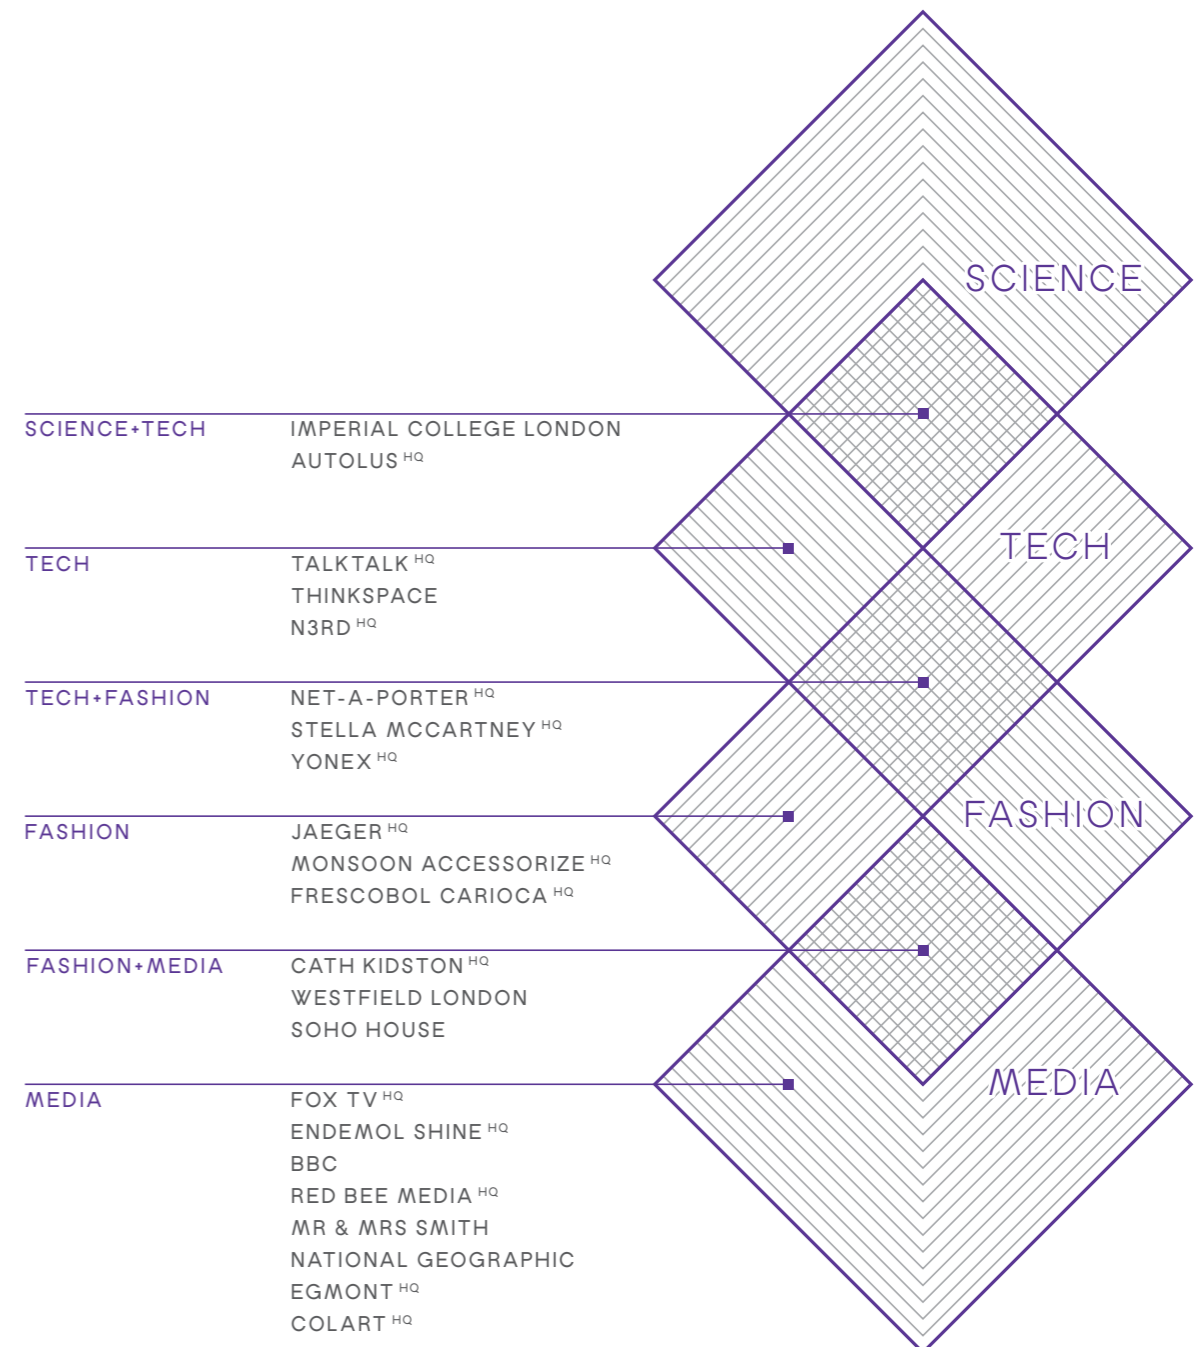 SCIENCE
SCIENCE+TECH IMPERIAL COLLEGE LONDON
AUTOLUS HQ
TECH
TECH TALKTALK HQ
THINKSPACE
N3RD HQ
TECH+FASHION NET-A-PORTER HQ
STELLA MCCARTNEY HQ
YONEX HQ
FASHION
FASHION JAEGER HQ
MONSOON ACCESSORIZE HQ
FRESCOBOL CARIOCA HQ
FASHION+MEDIA CATH KIDSTON HQ
WESTFIELD LONDON
SOHO HOUSE
MEDIA
MEDIA FOX TV HQ
ENDEMOL SHINE HQ
BBC
RED BEE MEDIA HQ
MR & MRS SMITH
NATIONAL GEOGRAPHIC
EGMONT HQ
COLART HQ